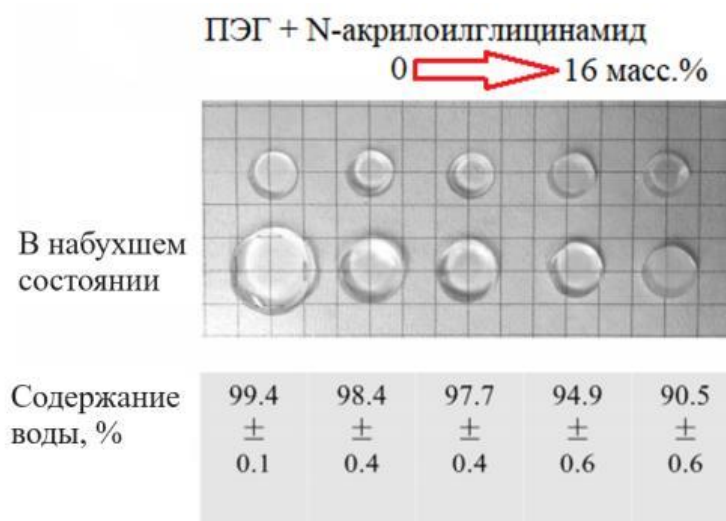 ПЭГ + N-акрилоилглицинамид
0 16 масс.%
В набухшем
состоянии
Содержание
воды, %
99.4 98.4 97.7 94.9 90.5
± ± ± ± ±
0.1 0.4 0.4 0.6 0.6